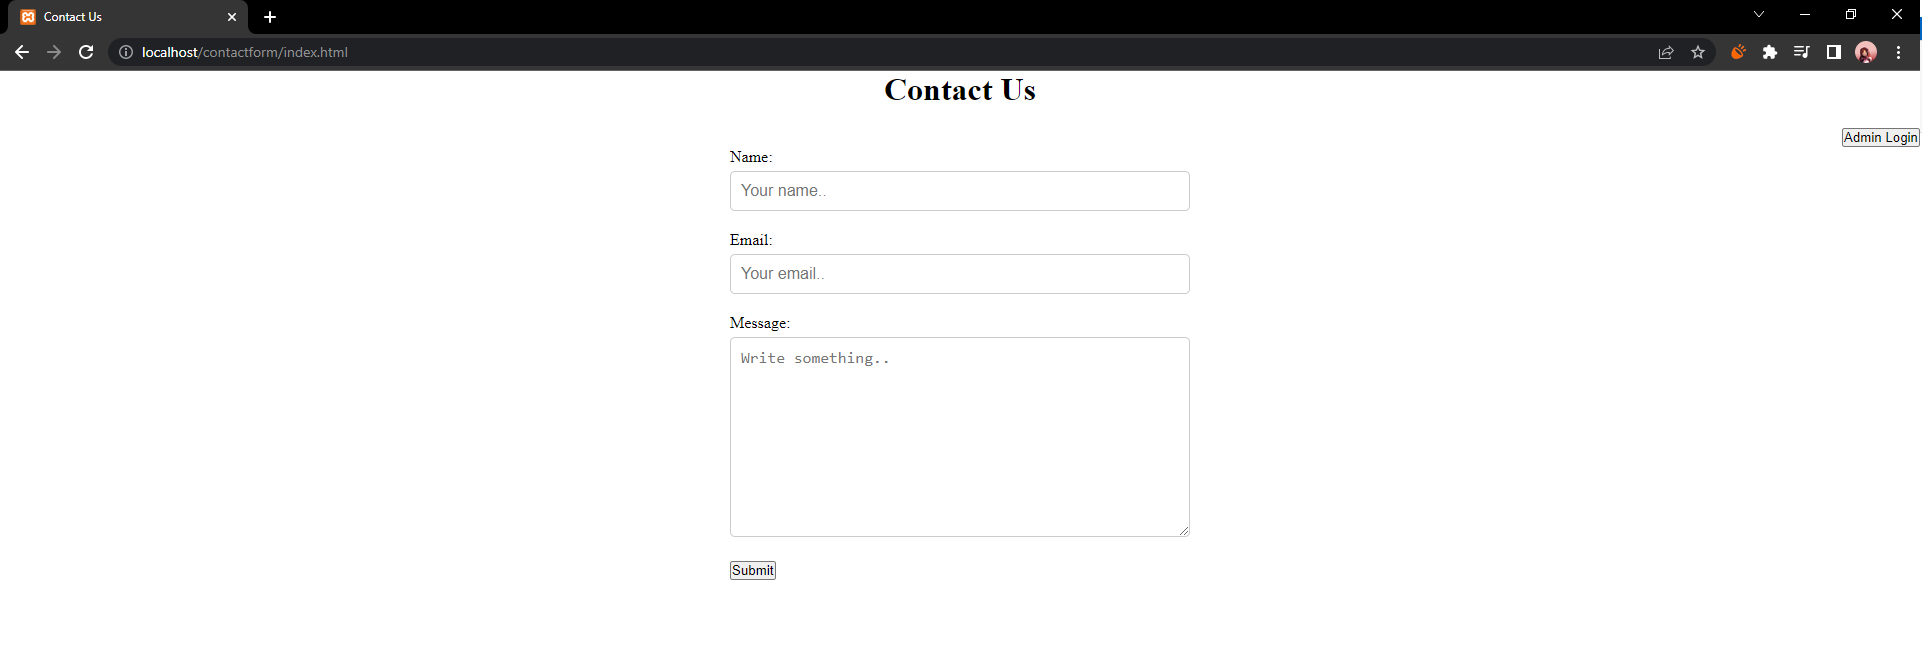 Contact Us
localhost/contactform/index.html
Contact Us
Admin Login
Name:
Your name..
Email:
Your email..
Message:
Write something..
Submit